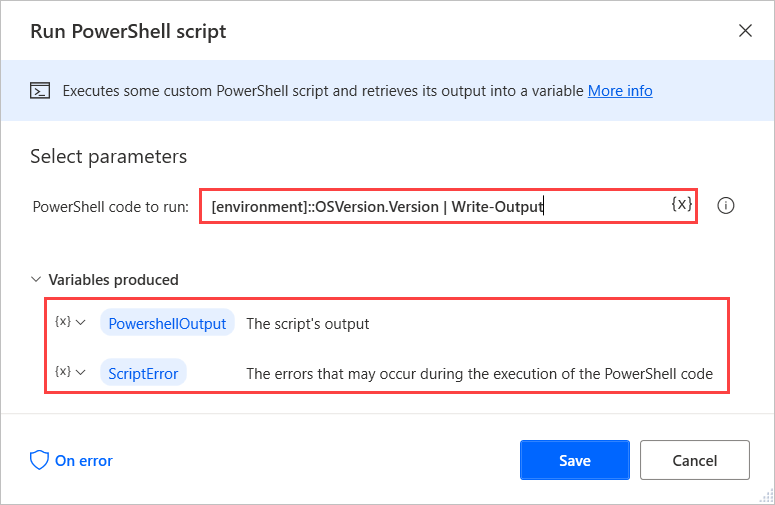 Run PowerShell script
Executes some custom PowerShell script and retrieves its output into a variable More info
Select parameters
PowerShell code to run: [environment]::OSVersion.Version | Write-Output {x}
Variables produced
{x} PowershellOutput The script's output
{x} ScriptError The errors that may occur during the execution of the PowerShell code
On error Save Cancel